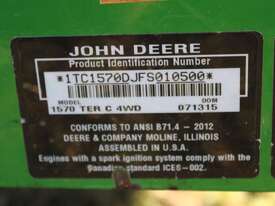 JOHN DEERE
Product Identification Number
*1TC1570DJFS010500*
MODEL DOM
1570 TER C 4WD 071315
CONFORMS TO ANSI B71.4 - 2012
DEERE & COMPANY MOLINE, ILLINOIS
ASSEMBLED IN U.S.A.
Engines with a spark ignition system comply with the
Canadian standard ICES-002.